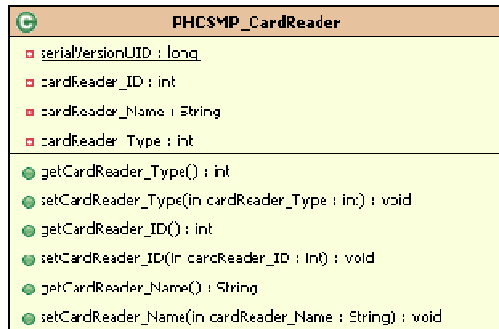 PHCSMP_CardReader
serialVersionUID : long
cardReader_ID : int
cardReader_Name : String
cardReader_Type : int
getCardReader_Type() : int
setCardReader_Type(in cardReader_Type : int) : void
getCardReader_ID() : int
setCardReader_ID(in cardReader_ID : int) : void
getCardReader_Name() : String
setCardReader_Name(in cardReader_Name : String) : void